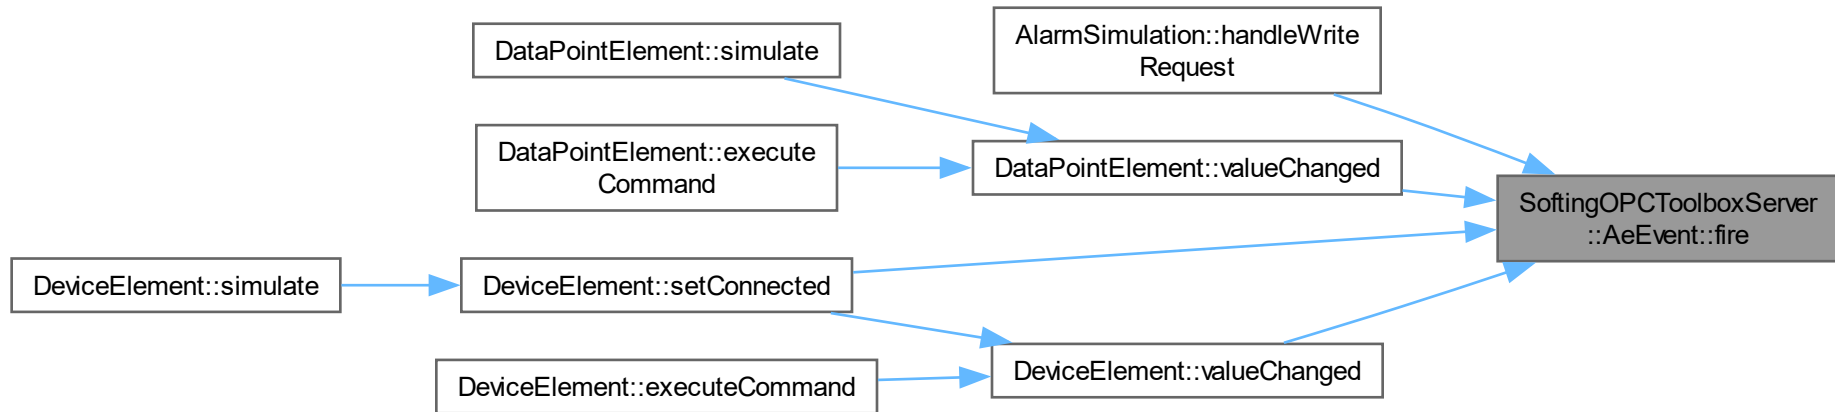 DataPointElement::simulate
AlarmSimulation::handleWrite
Request
DataPointElement::execute
Command
DataPointElement::valueChanged
SoftingOPCToolboxServer
::AeEvent::fire
DeviceElement::simulate
DeviceElement::setConnected
DeviceElement::executeCommand
DeviceElement::valueChanged